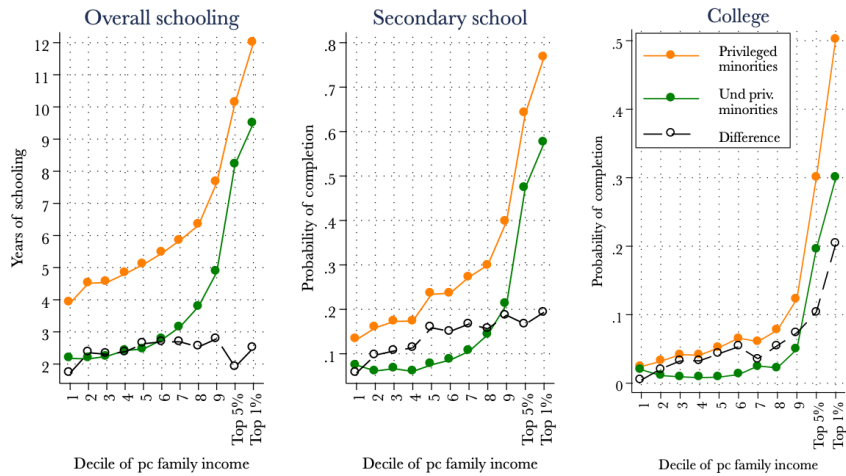 Overall schooling
Years of schooling
12
11
10
9
8
7
6
5
4
3
2
1
2
3
4
5
6
7
8
9
Top 5%
Top 1%
Decile of pc family income
Secondary school
Probability of completion
.8
.7
.6
.5
.4
.3
.2
.1
1
2
3
4
5
6
7
8
9
Top 5%
Top 1%
Decile of pc family income
College
Probability of completion
.5
.4
.3
.2
.1
0
Privileged
minorities
Und priv.
minorities
Difference
1
2
3
4
5
6
7
8
9
Top 5%
Top 1%
Decile of pc family income